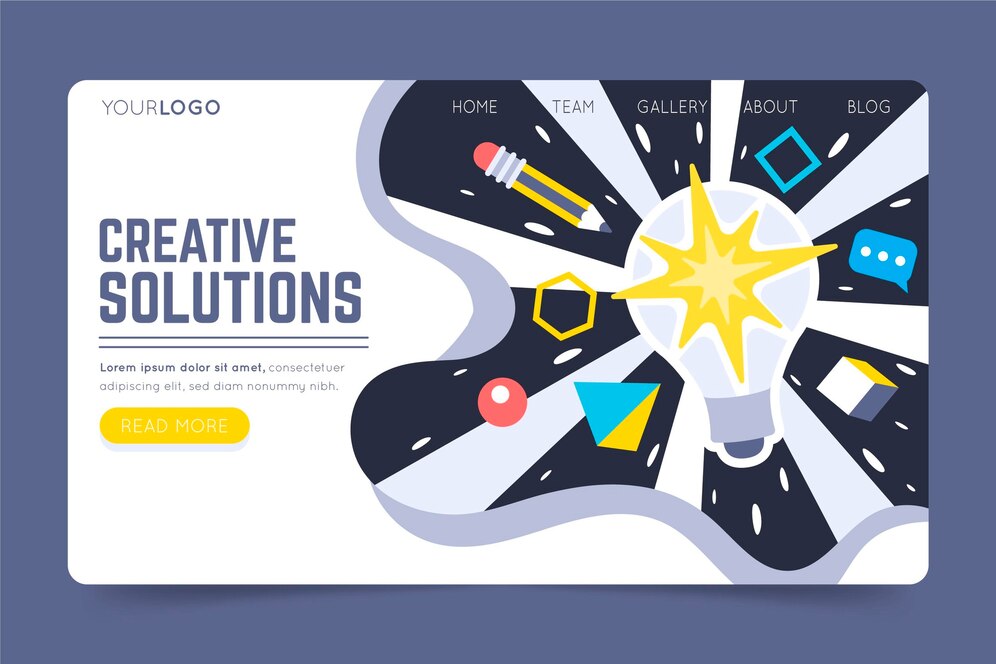 YOURLOGO
HOME TEAM GALLERY ABOUT BLOG
CREATIVE
SOLUTIONS
Lorem ipsum dolor sit amet, consectetuer
adipiscing elit, sed diam nonummy nibh.
READ MORE